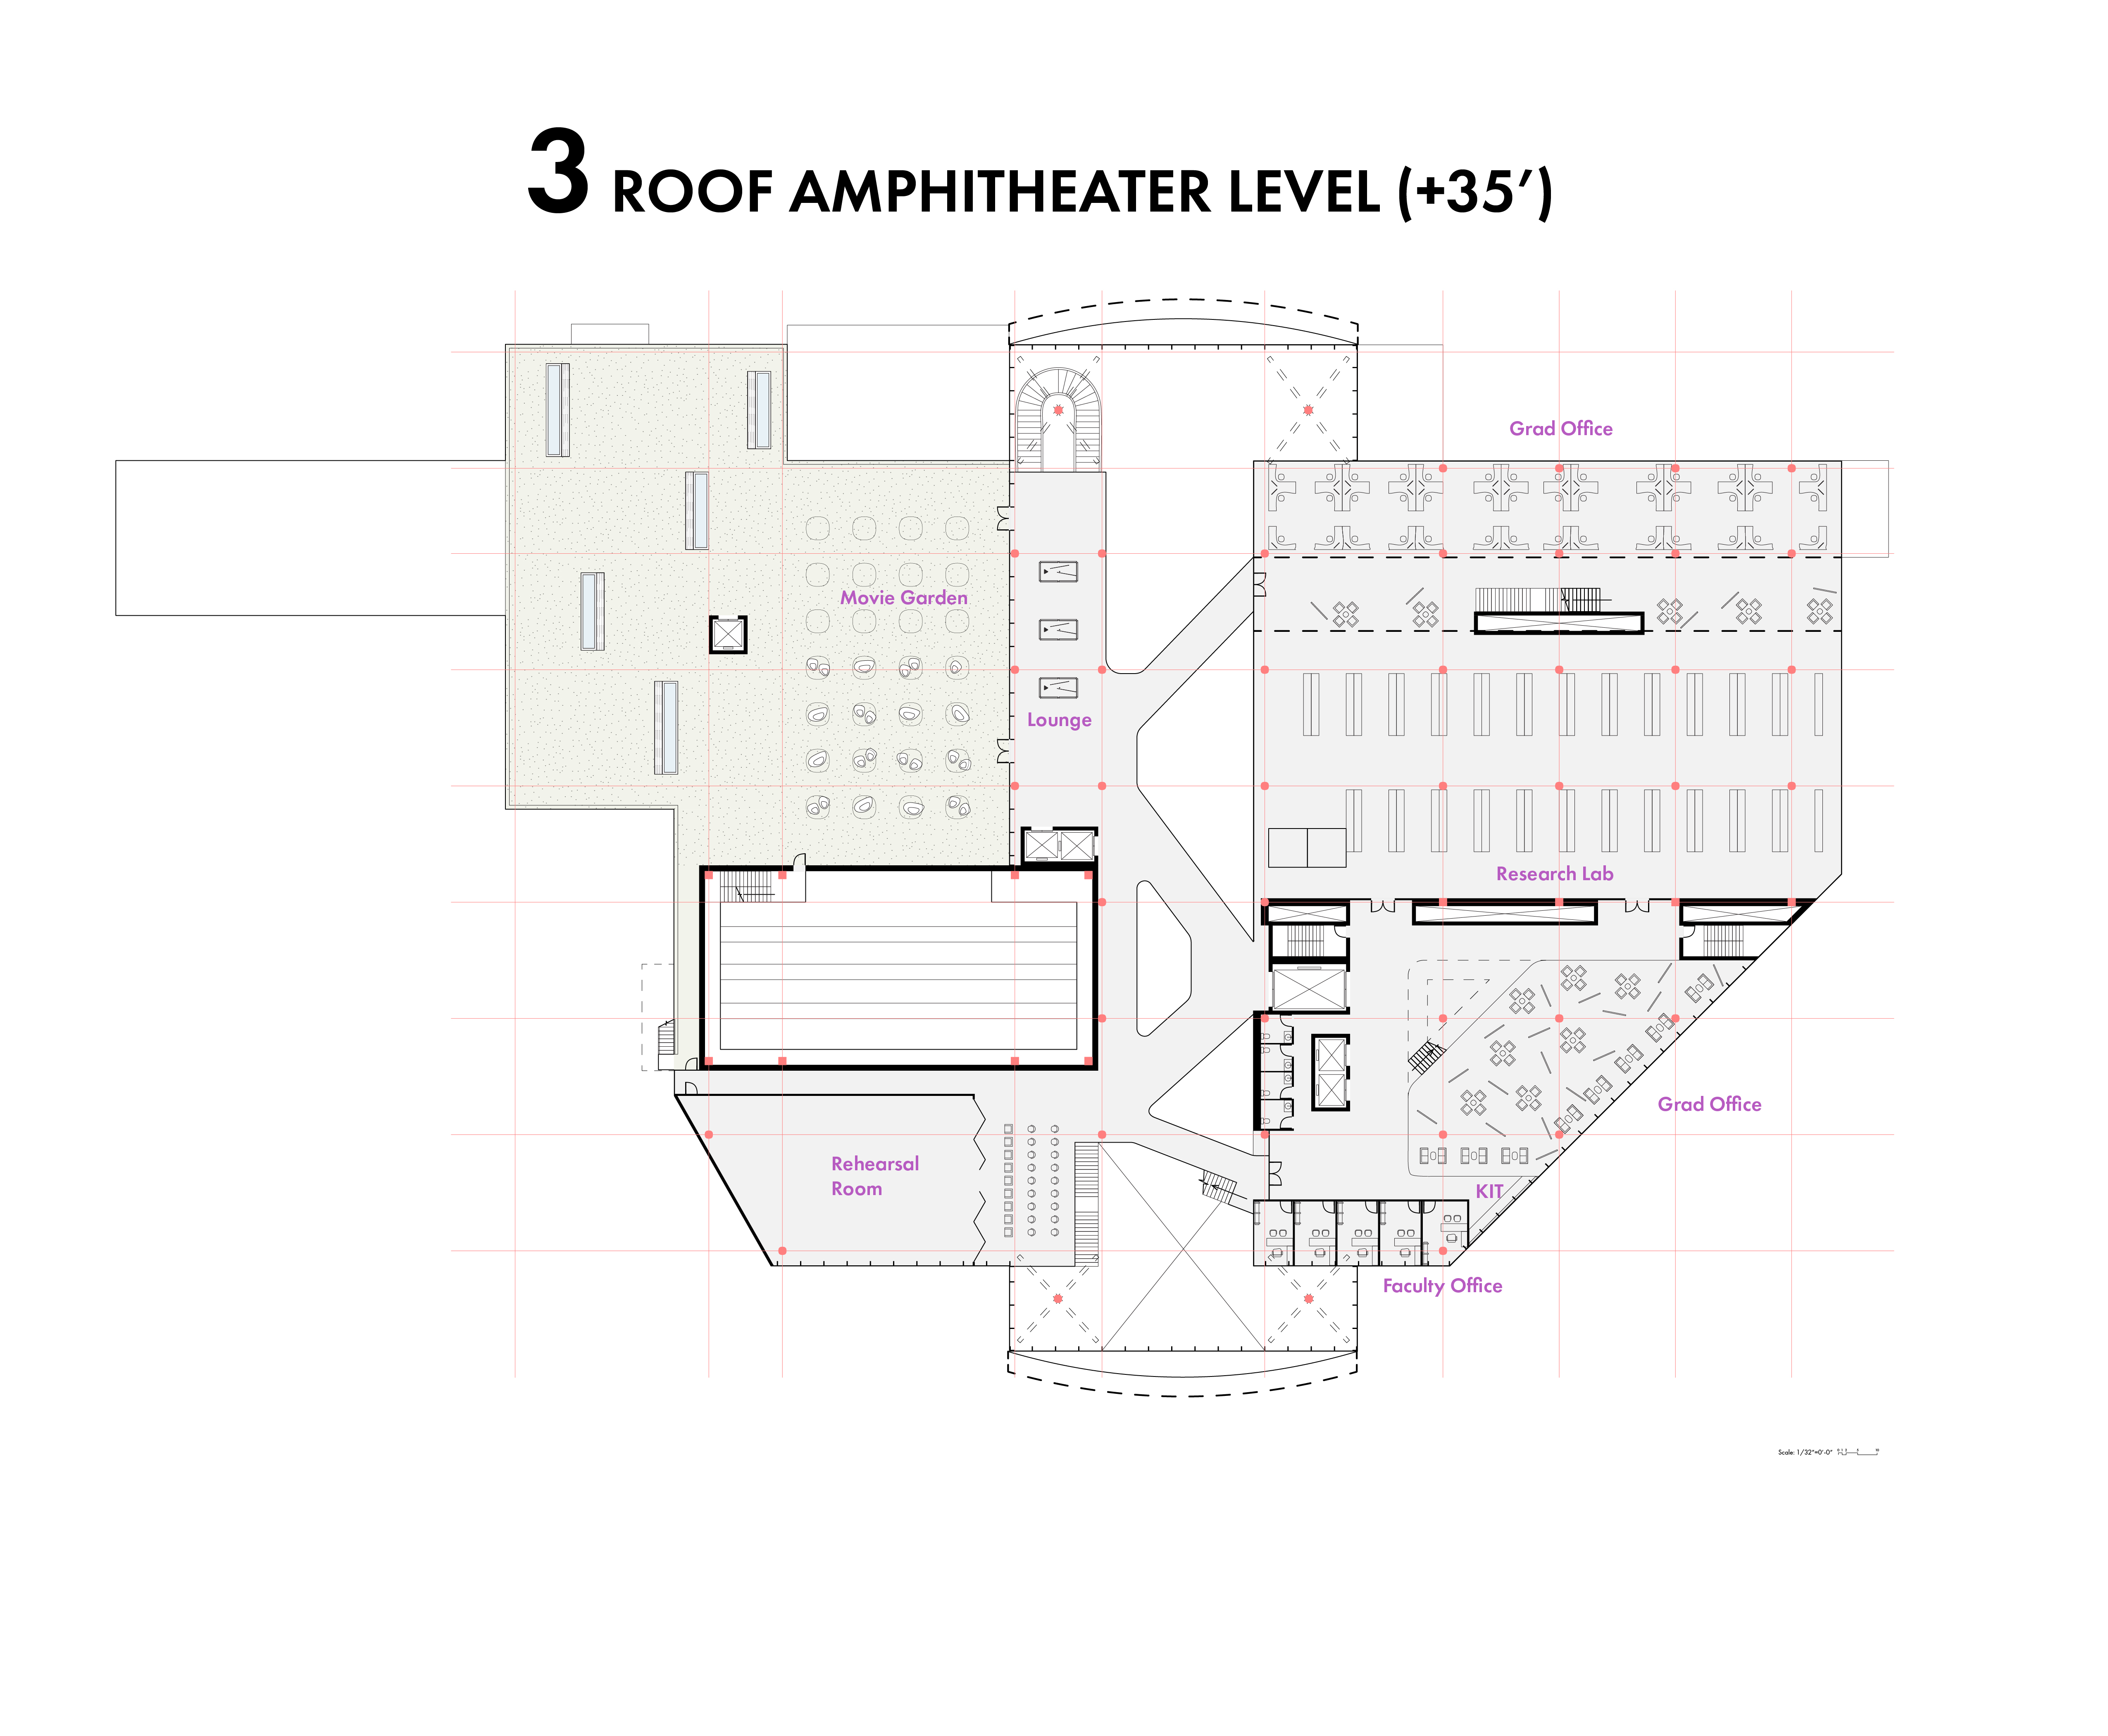 3 ROOF AMPHITHEATER LEVEL (+35′)
Grad Office
Movie Garden
Lounge
Research Lab
Grad Office
Rehearsal
Room
KIT
Faculty Office
Scale: 1/32"=0'-0"